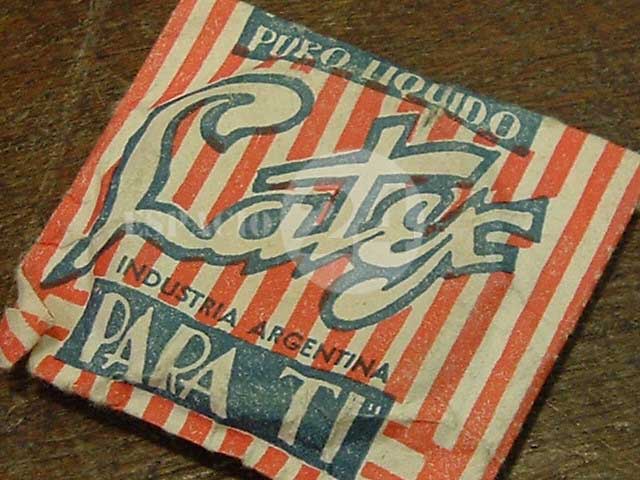 PURO LIQUIDO
Latex
INDUSTRIA ARGENTINA
PARA TI"